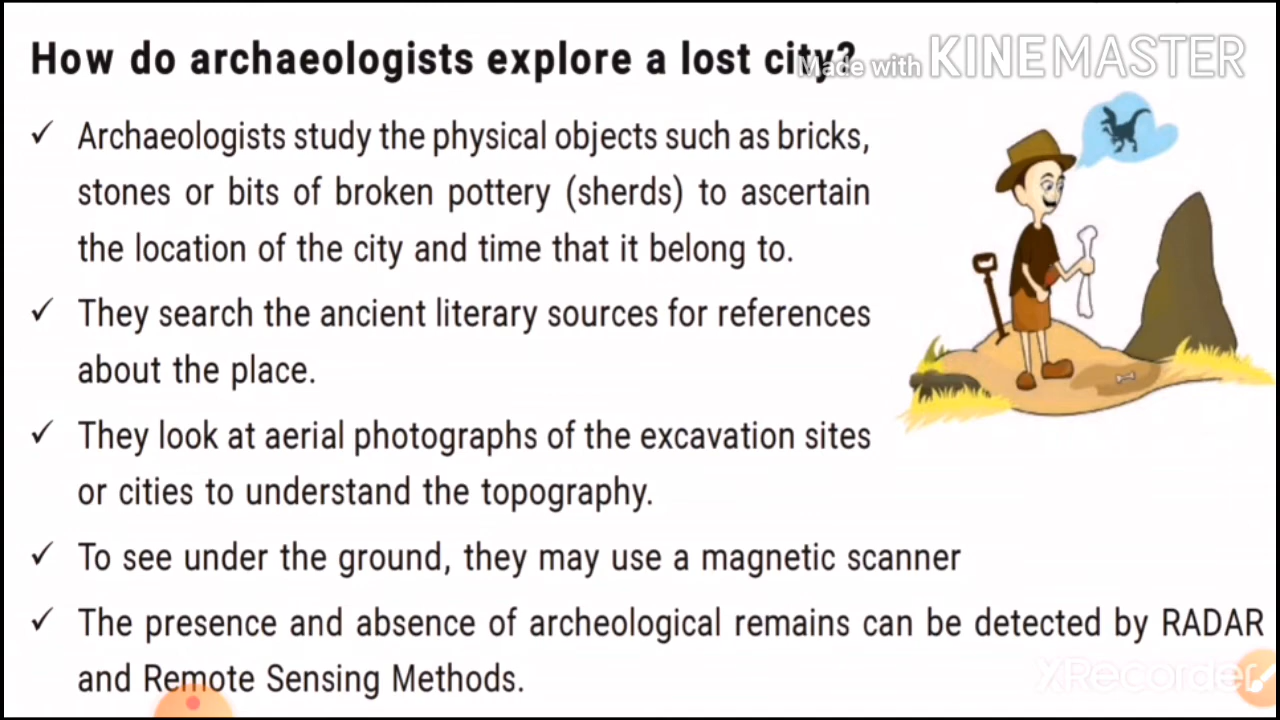 How do archaeologists explore a lost city?
Made with KINEMASTER
✓ Archaeologists study the physical objects such as bricks,
stones or bits of broken pottery (sherds) to ascertain
the location of the city and time that it belong to.
✓ They search the ancient literary sources for references
about the place.
✓ They look at aerial photographs of the excavation sites
or cities to understand the topography.
✓ To see under the ground, they may use a magnetic scanner
✓ The presence and absence of archeological remains can be detected by RADAR
and Remote Sensing Methods.
XRecorder